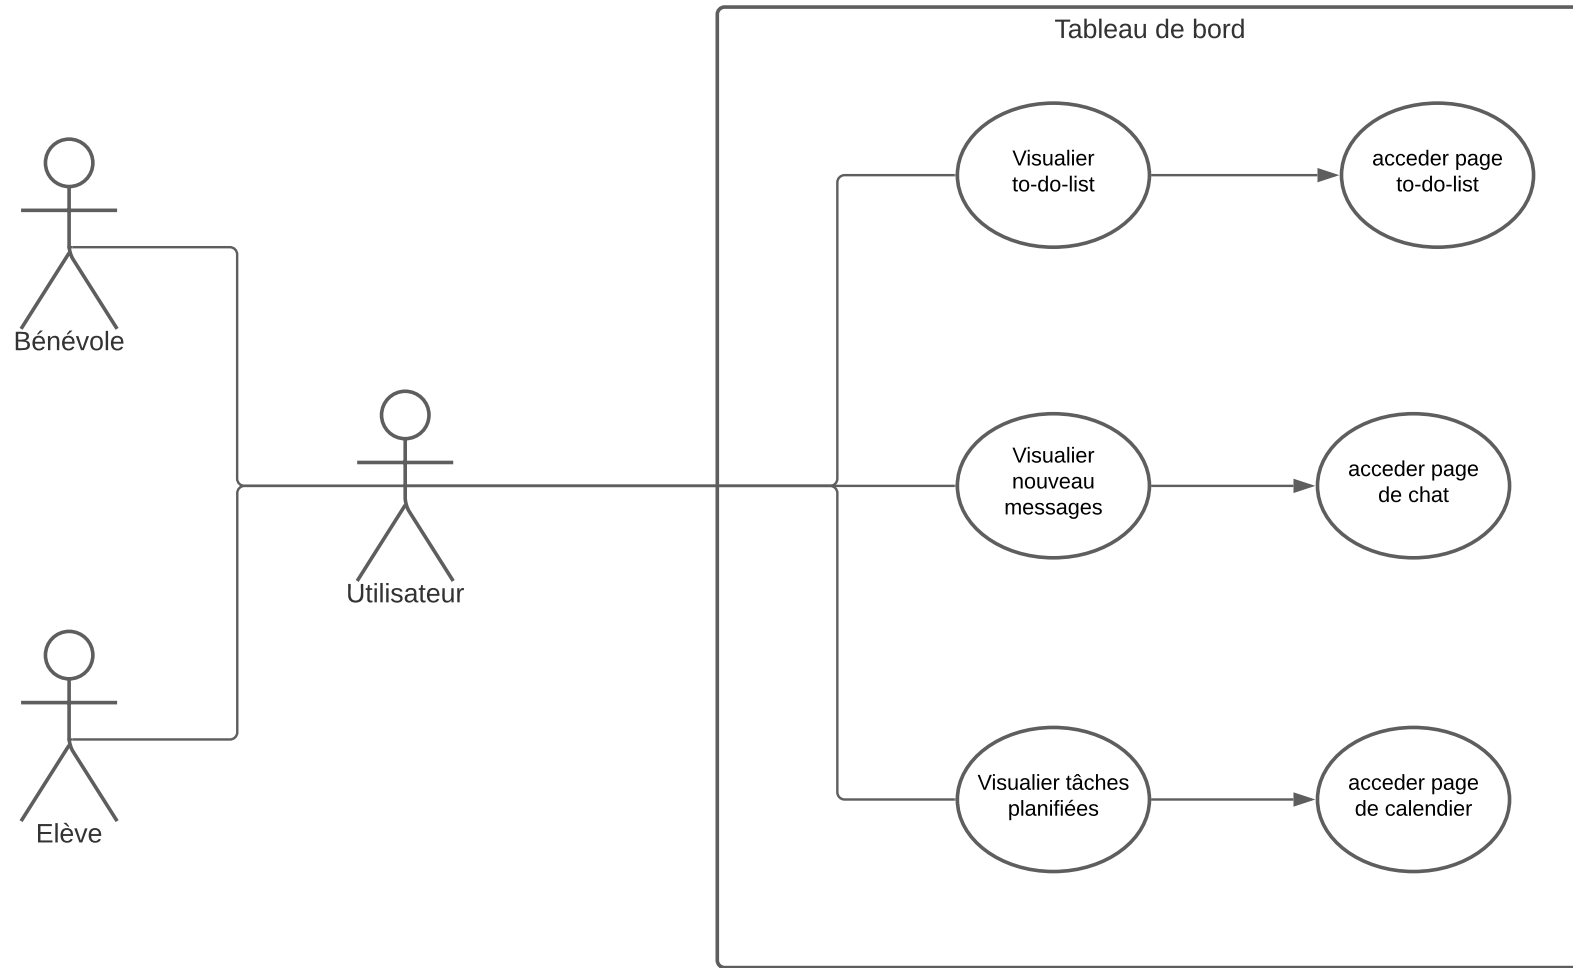 Tableau de bord
Visualier
to-do-list
acceder page
to-do-list
Bénévole
Visualier
nouveau
messages
acceder page
de chat
Utilisateur
Visualier tâches
planifiées
acceder page
de calendier
Elève